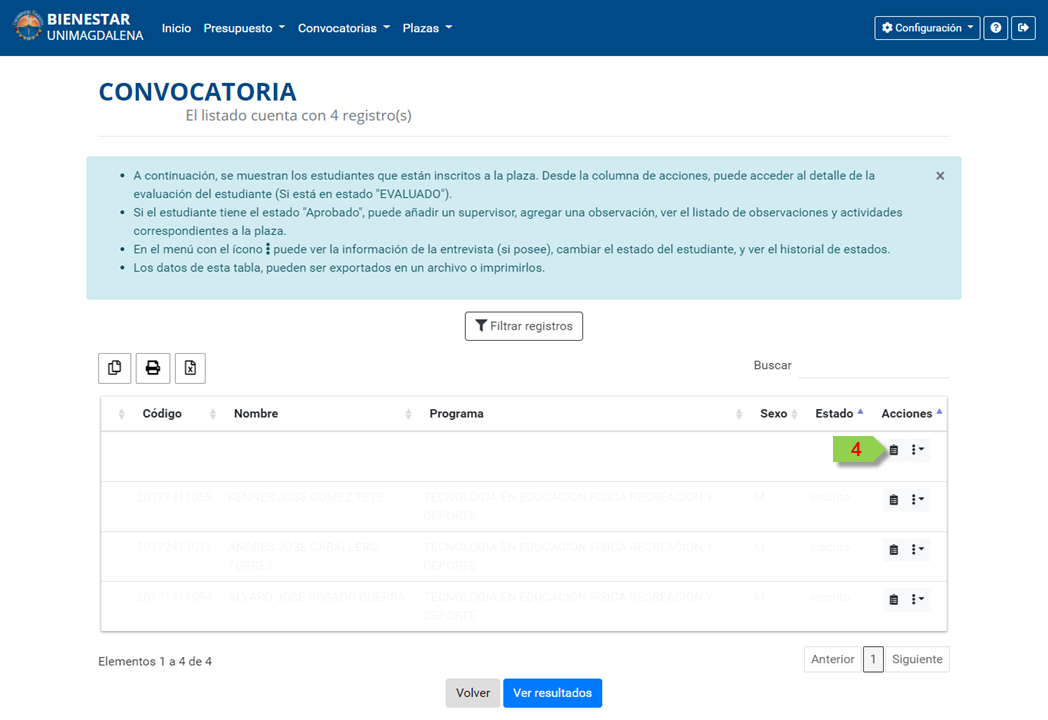 BIENESTAR
UNIMAGDALENA
Inicio Presupuesto Convocatorias Plazas
Configuración
CONVOCATORIA
El listado cuenta con 4 registro(s)
A continuación, se muestran los estudiantes que están inscritos a la plaza. Desde la columna de acciones, puede acceder al detalle de la
evaluación del estudiante (Si está en estado "EVALUADO").
Si el estudiante tiene el estado "Aprobado", puede añadir un supervisor, agregar una observación, ver el listado de observaciones y actividades
correspondientes a la plaza.
En el menú con el ícono puede ver la información de la entrevista (si posee), cambiar el estado del estudiante, y ver el historial de estados.
Los datos de esta tabla, pueden ser exportados en un archivo o imprimirlos.
Filtrar registros
Buscar
Código Nombre Programa Sexo Estado Acciones
4
20171411055 KENNER JOSE GOMEZ TETE TECNOLOGIA EN EDUCACION FISICA RECREACION Y M Inscrito
DEPORTE
20172411011 ANDRES JOSE CABALLERO TECNOLOGIA EN EDUCACION FISICA RECREACION Y M Inscrito
TORRES DEPORTE
20171411094 ALVARO JOSE ROSADO GUERRA TECNOLOGIA EN EDUCACION FISICA RECREACION Y M Inscrito
DEPORTE
Elementos 1 a 4 de 4
Anterior 1 Siguiente
Volver Ver resultados